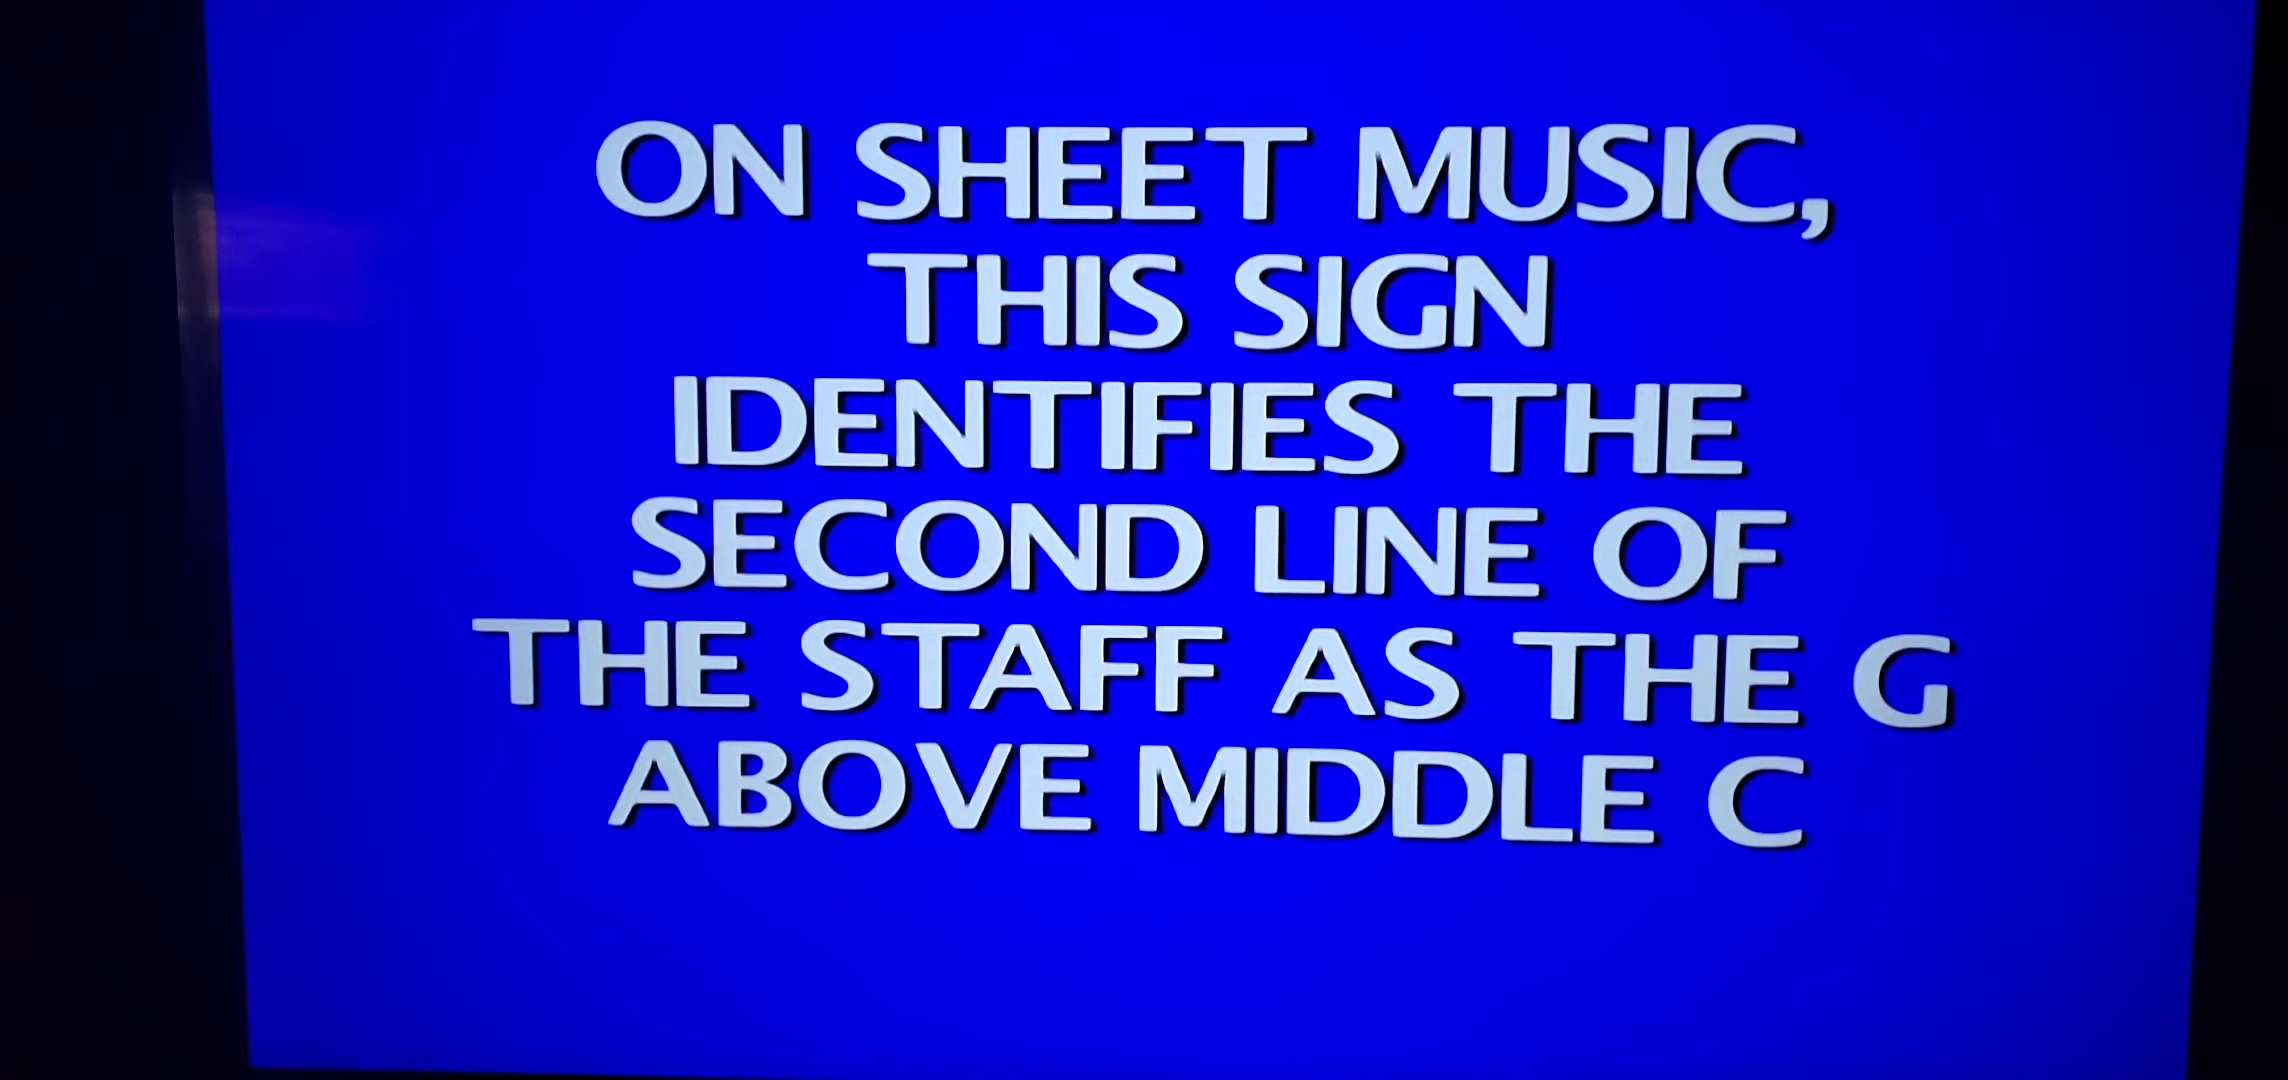 ON SHEET MUSIC,
THIS SIGN
IDENTIFIES THE
SECOND LINE OF
THE STAFF AS THE G
ABOVE MIDDLE C